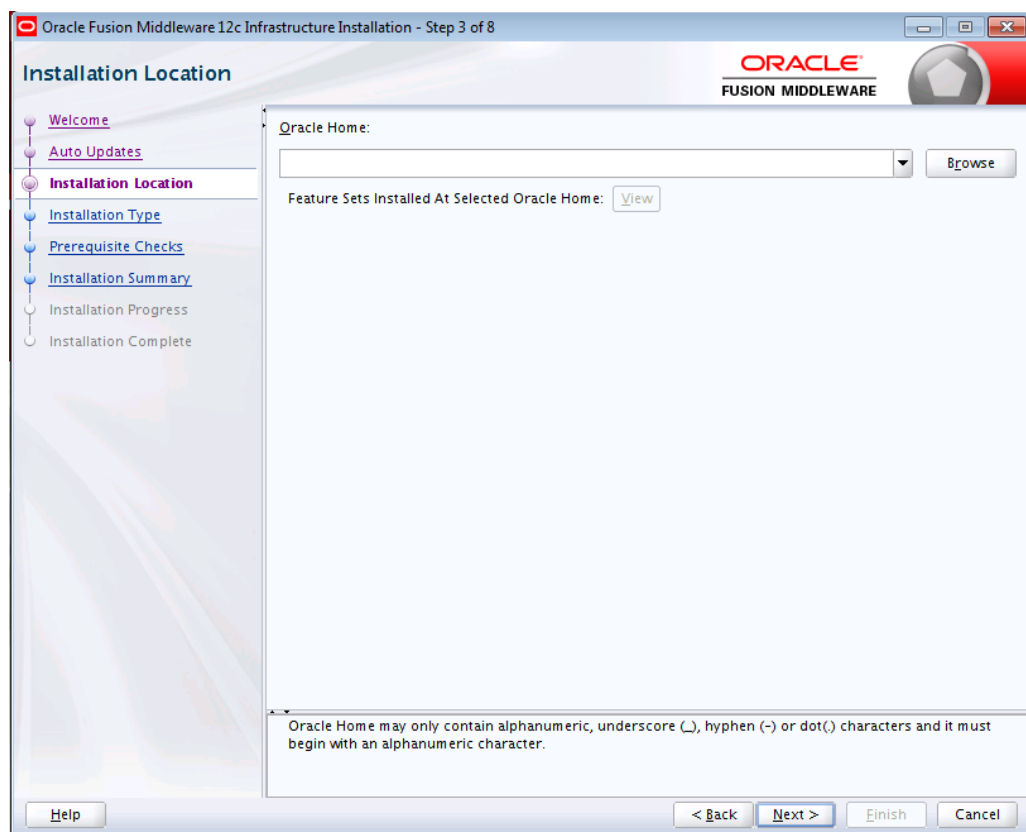 Oracle Fusion Middleware 12c Infrastructure Installation - Step 3 of 8
Installation Location
ORACLE®
FUSION MIDDLEWARE
Welcome
Auto Updates
Installation Location
Installation Type
Prerequisite Checks
Installation Summary
Installation Progress
Installation Complete
Oracle Home:
Browse
Feature Sets Installed At Selected Oracle Home: View
Oracle Home may only contain alphanumeric, underscore (_), hyphen (-) or dot(.) characters and it must
begin with an alphanumeric character.
Help
< Back
Next >
Finish
Cancel